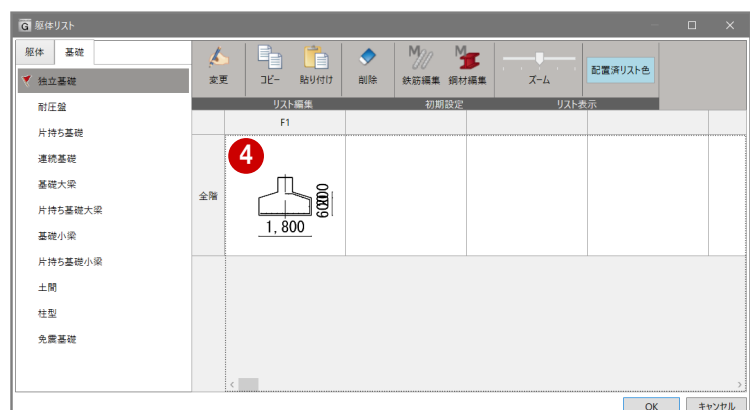 G 躯体リスト
躯体 基礎
変更 コピー 貼り付け 削除 鉄筋編集 鋼材編集 ズーム 配置済リスト色
リスト編集 初期設定 リスト表示
独立基礎
耐圧盤
片持ち基礎
連続基礎
基礎大梁
片持ち基礎大梁
基礎小梁
片持ち基礎小梁
土間
柱型
免震基礎
F1
全階
4
1,800
OK キャンセル